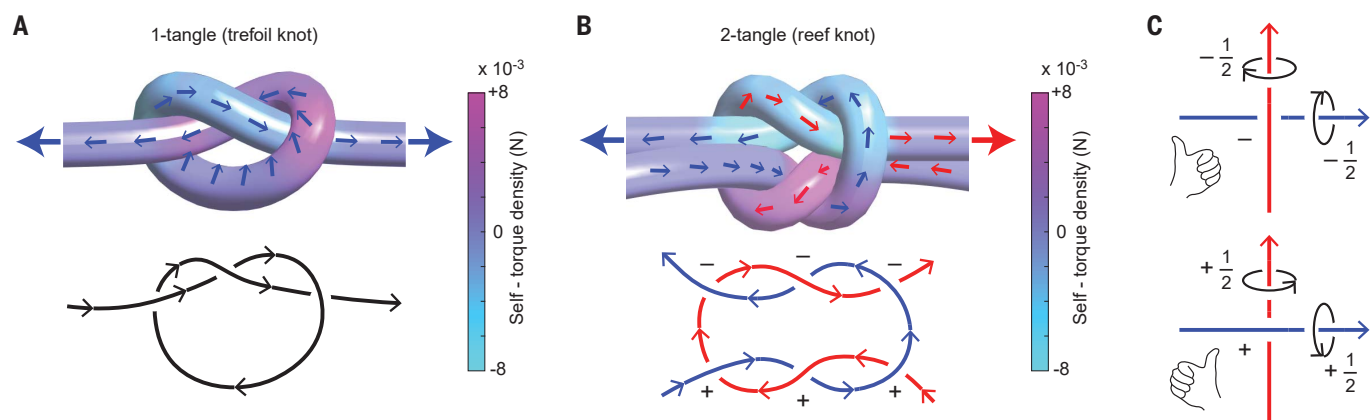 A
1-tangle (trefoil knot)
x 10-3
+8
0
-8
Self - torque density (N)
B
2-tangle (reef knot)
x 10-3
+8
0
-8
Self - torque density (N)
− − −
+ + +
C
− 1/2
−
− 1/2
+ 1/2
+
+ 1/2